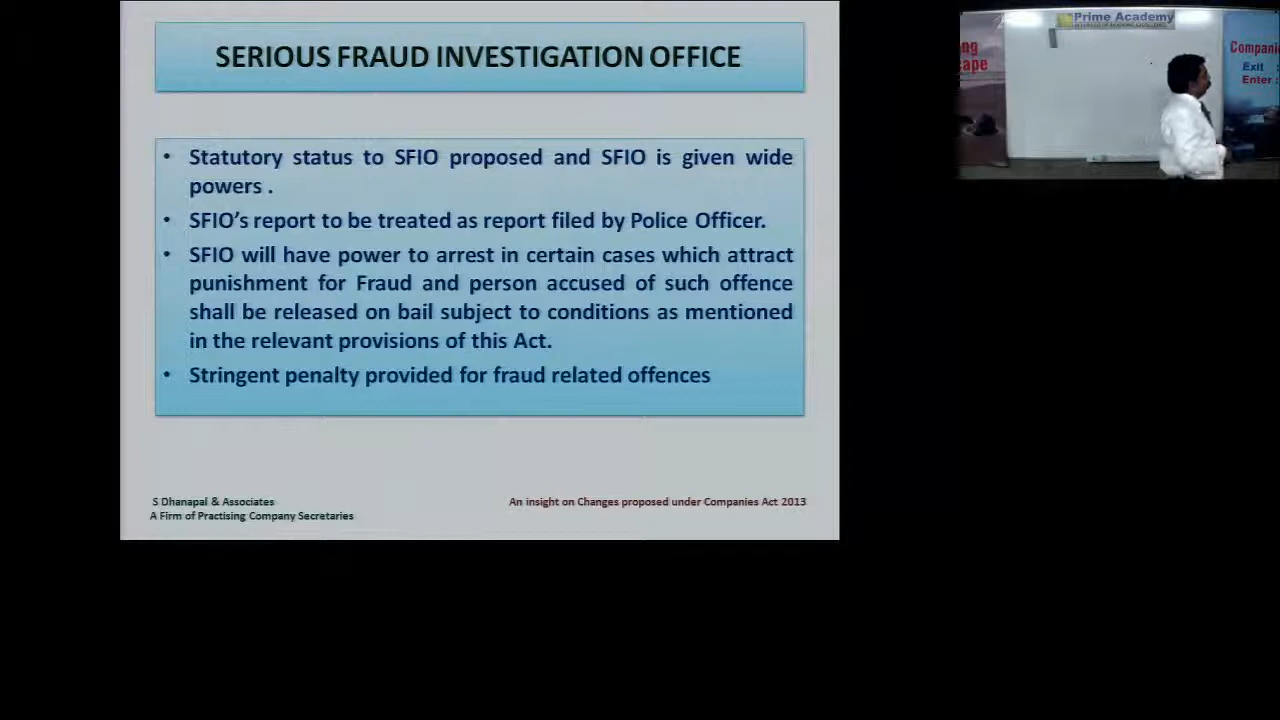 SERIOUS FRAUD INVESTIGATION OFFICE
• Statutory status to SFIO proposed and SFIO is given wide
powers .
• SFIO's report to be treated as report filed by Police Officer.
• SFIO will have power to arrest in certain cases which attract
punishment for Fraud and person accused of such offence
shall be released on bail subject to conditions as mentioned
in the relevant provisions of this Act.
• Stringent penalty provided for fraud related offences
S Dhanapal & Associates
A Firm of Practising Company Secretaries
An insight on Changes proposed under Companies Act 2013
Prime Academy
ng
cape
Compani
Exit :
Enter :